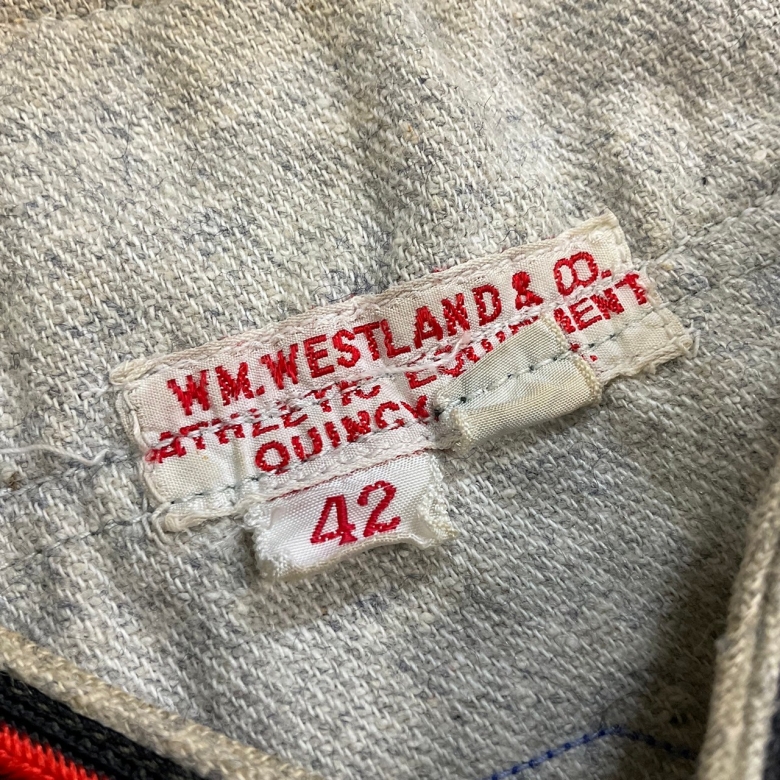 WM. WESTLAND & CO.
ATHLETIC EQUIPMENT
QUINCY
42